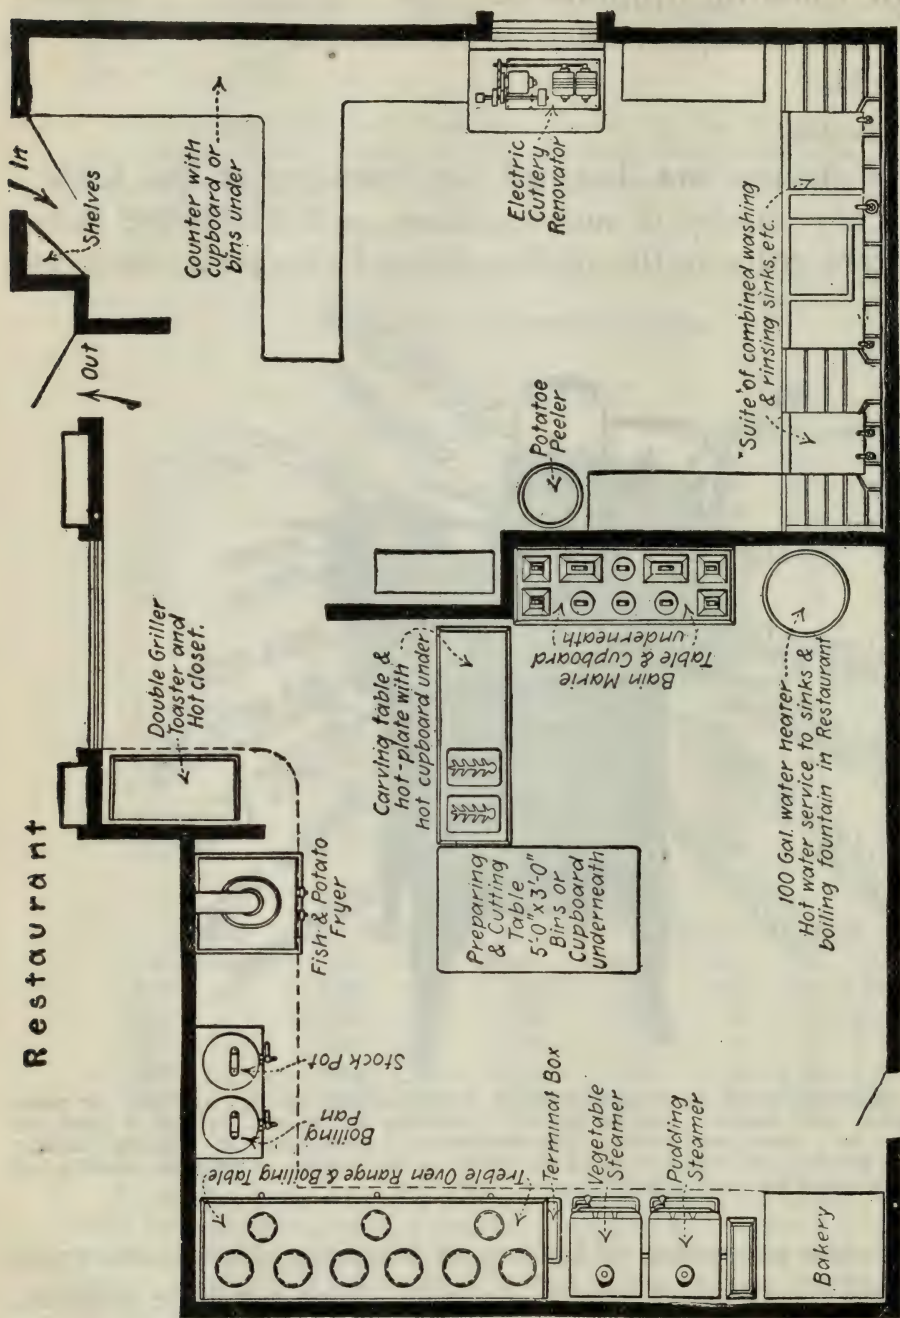 Restaurant
In
Shelves
Out
Counter with
cupboard or
bins under
Electric
Cutlery
Renovator
"Suite" of combined washing
& rinsing sinks, etc.
Potatoe
Peeler
Double Griller
Toaster and
Hot closet.
Carving table &
hot-plate with
hot cupboard under
Bain Marie
Table & Cupboard
underneath
100 Gal. water heater
Hot water service to sinks &
boiling fountain in Restaurant
Fish & Potato
Fryer
Preparing
& Cutting
Table
5'0" x 3'-0"
Bins or
Cupboard
Underneath
Stock Pot
Boiling
Pan
Treble Oven Range & Boiling Table
Terminal Box
Vegetable
Steamer
Pudding
Steamer
Bakery